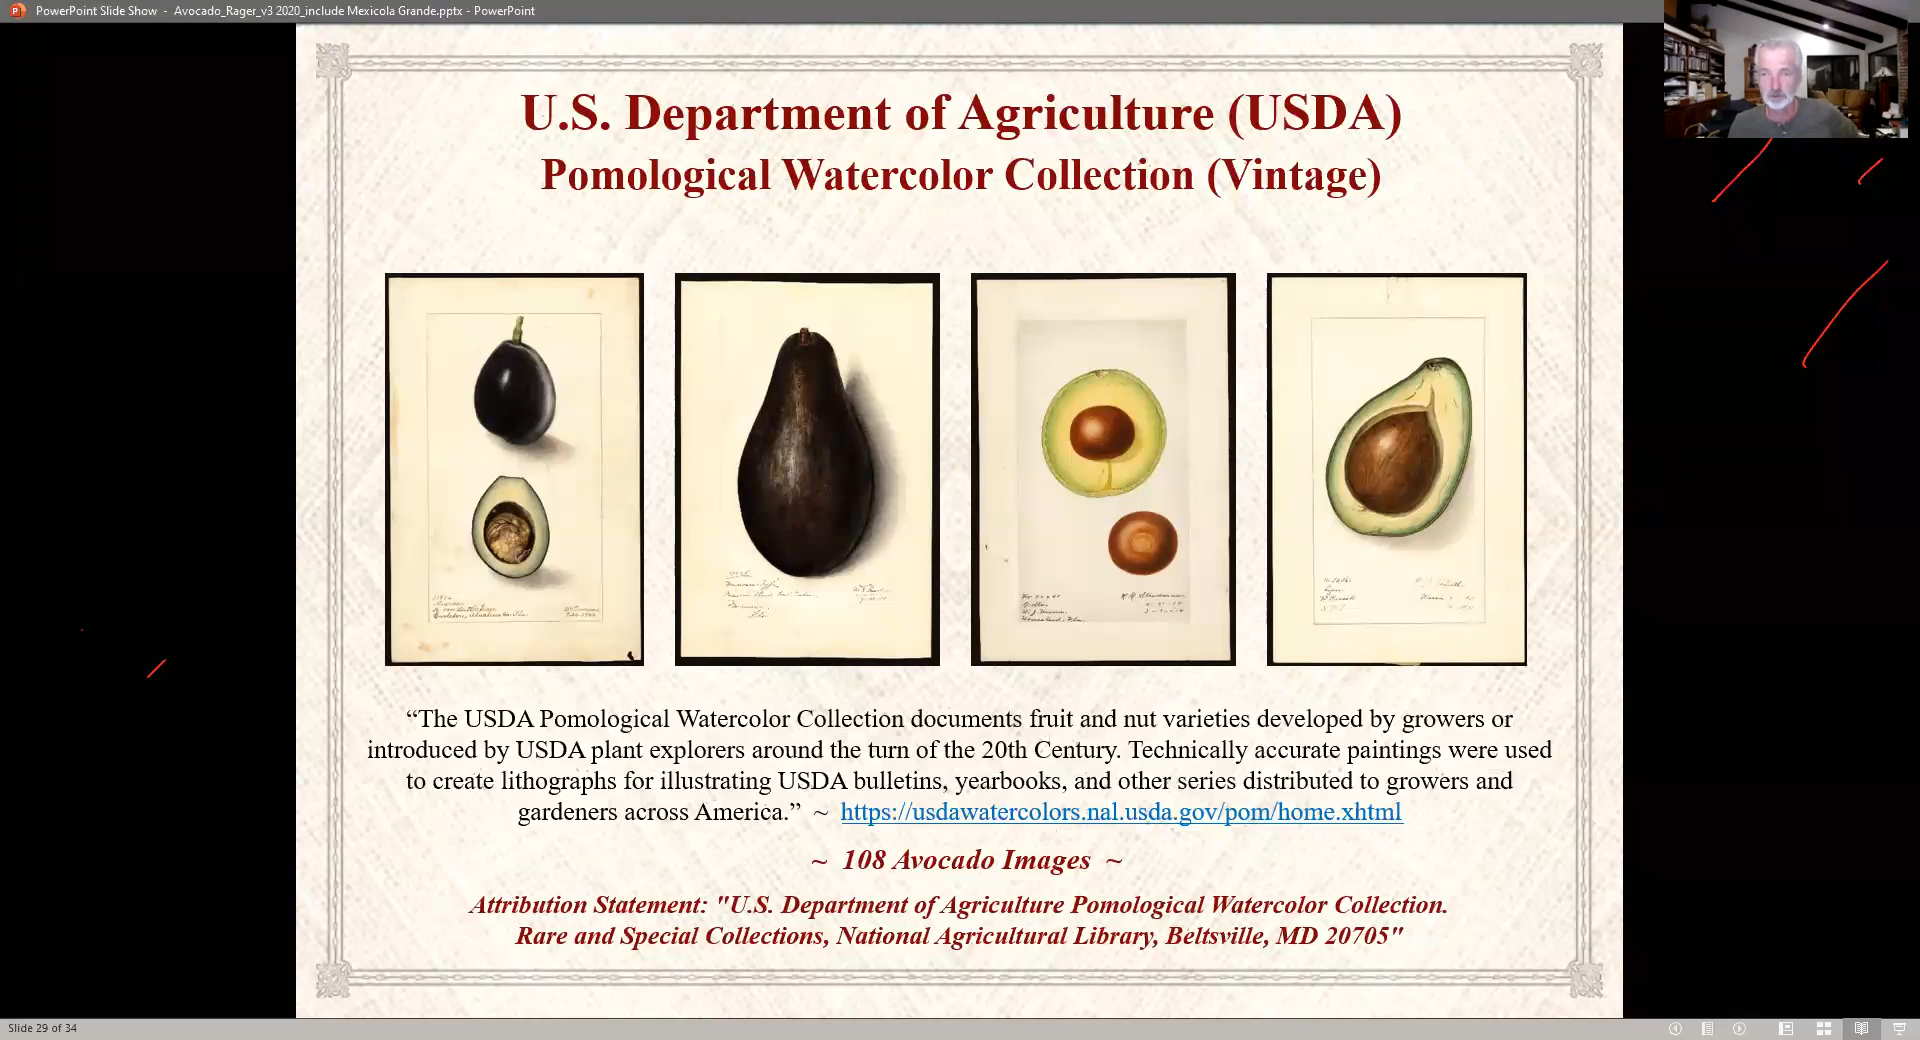 PowerPoint Slide Show - Avocado_Rager_v3 2020_include Mexicola Grande.pptx - PowerPoint
U.S. Department of Agriculture (USDA)
Pomological Watercolor Collection (Vintage)
“The USDA Pomological Watercolor Collection documents fruit and nut varieties developed by growers or
introduced by USDA plant explorers around the turn of the 20th Century. Technically accurate paintings were used
to create lithographs for illustrating USDA bulletins, yearbooks, and other series distributed to growers and
gardeners across America.” ~ https://usdawatercolors.nal.usda.gov/pom/home.xhtml
~ 108 Avocado Images ~
Attribution Statement: "U.S. Department of Agriculture Pomological Watercolor Collection.
Rare and Special Collections, National Agricultural Library, Beltsville, MD 20705"
Slide 29 of 34